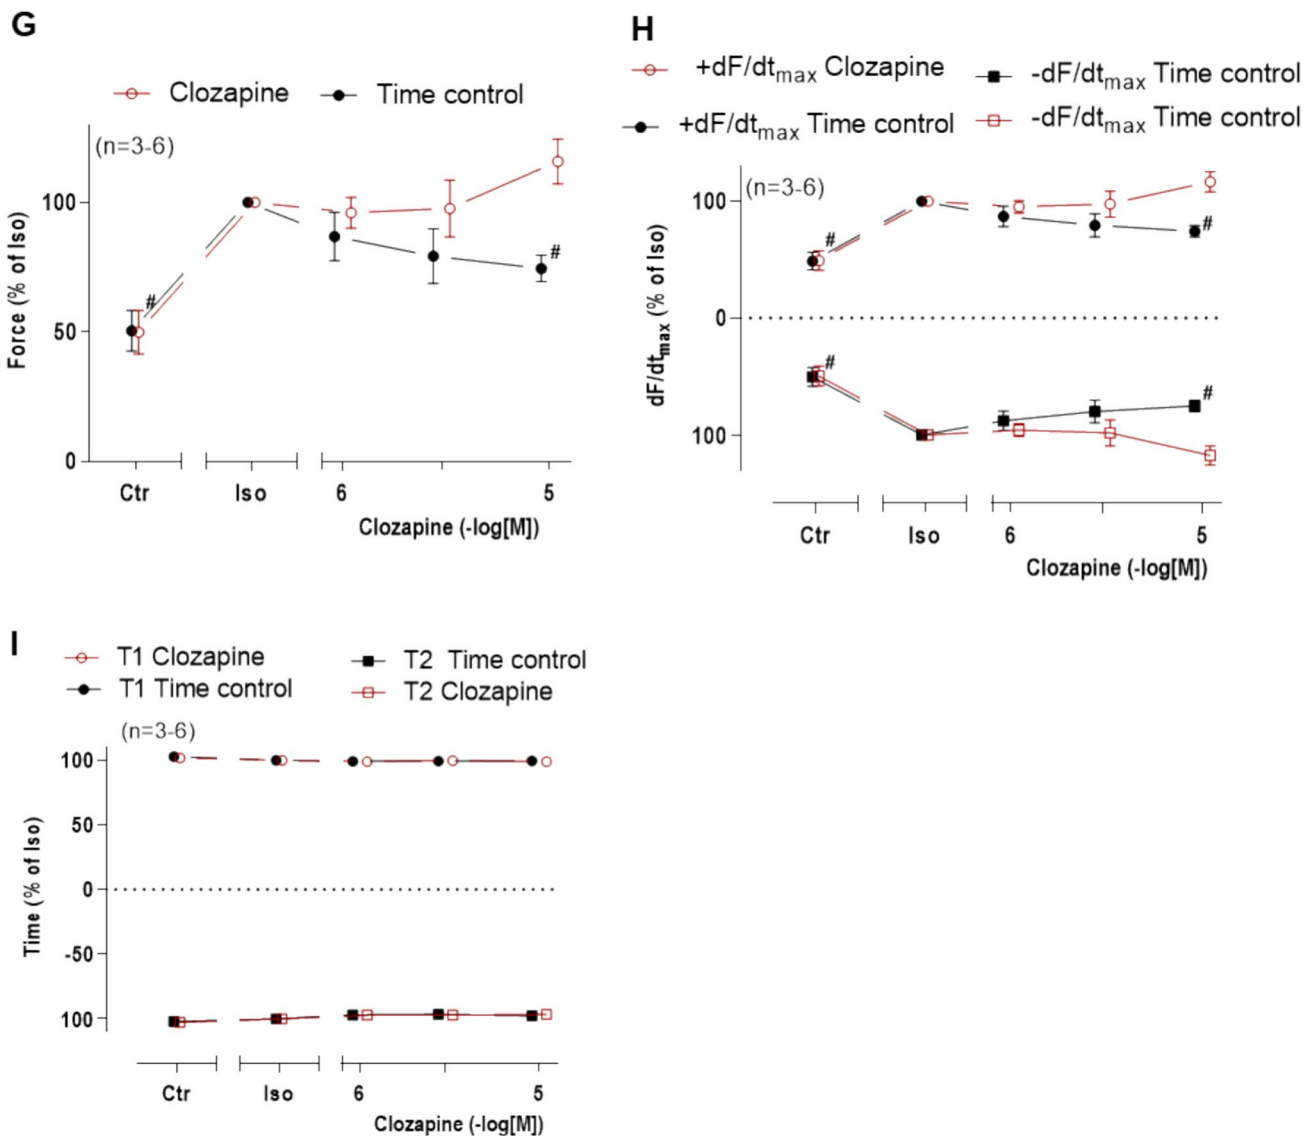 G
Clozapine
Time control
(n=3-6)
Force (% of Iso)
100
50
0
#
#
Ctr
Iso
6
5
Clozapine (-log[M])
H
+dF/dtmax Clozapine
-dF/dtmax Time control
+dF/dtmax Time control
-dF/dtmax Time control
(n=3-6)
dF/dtmax (% of Iso)
100
0
100
#
#
#
#
Ctr
Iso
6
5
Clozapine (-log[M])
I
T1 Clozapine
T2 Time control
T1 Time control
T2 Clozapine
(n=3-6)
Time (% of Iso)
100
50
0
-50
100
Ctr
Iso
6
5
Clozapine (-log[M])